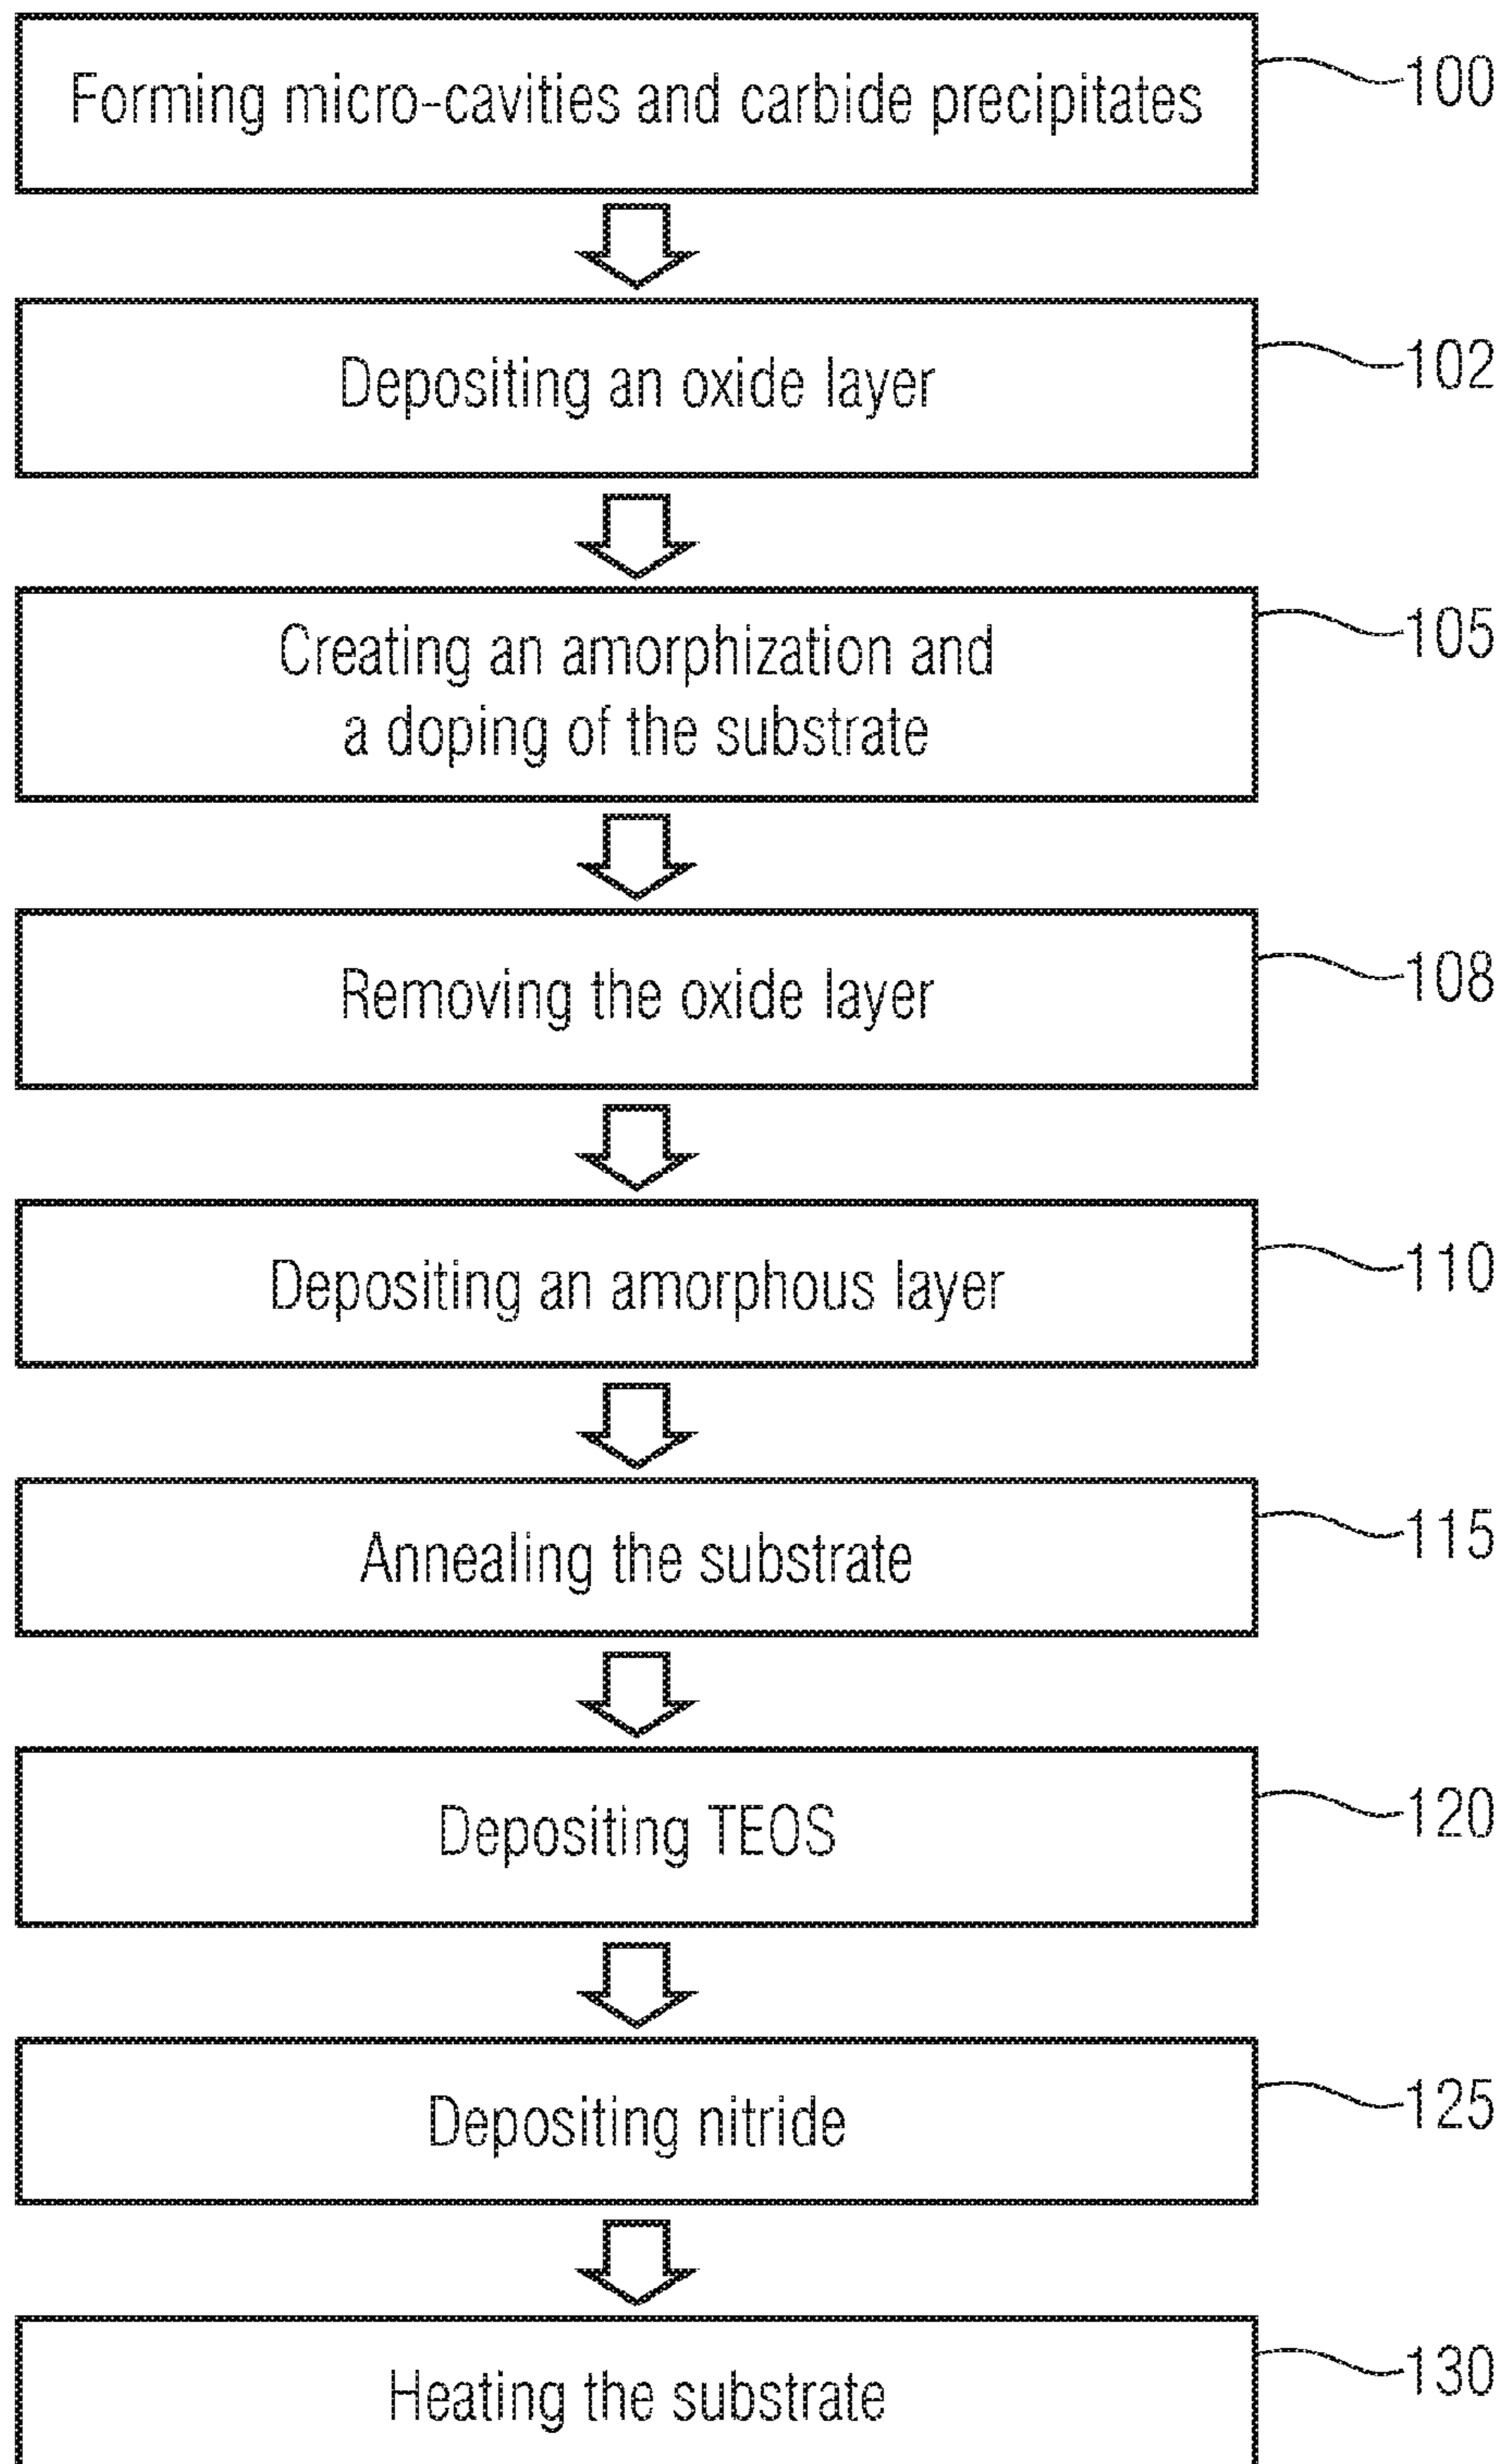 Forming micro-cavities and carbide precipitates
100
Depositing an oxide layer
102
Creating an amorphization and
a doping of the substrate
105
Removing the oxide layer
108
Depositing an amorphous layer
110
Annealing the substrate
115
Depositing TEOS
120
Depositing nitride
125
Heating the substrate
130